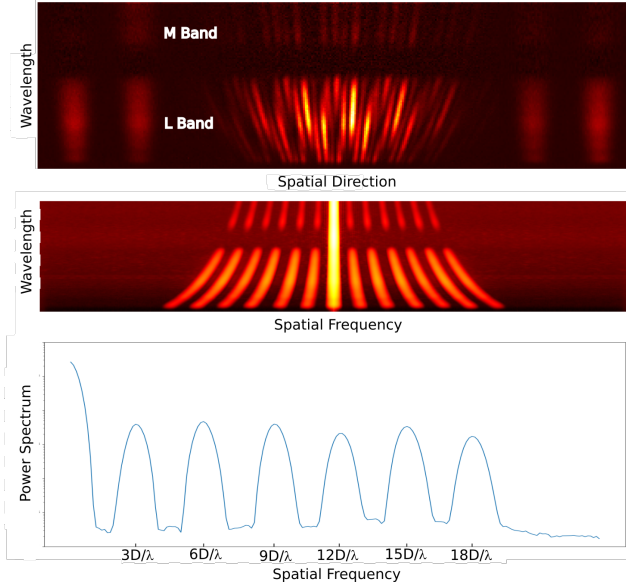 M Band
Wavelength
L Band
Spatial Direction
Wavelength
Spatial Frequency
Power Spectrum
3D/λ 6D/λ 9D/λ 12D/λ 15D/λ 18D/λ
Spatial Frequency